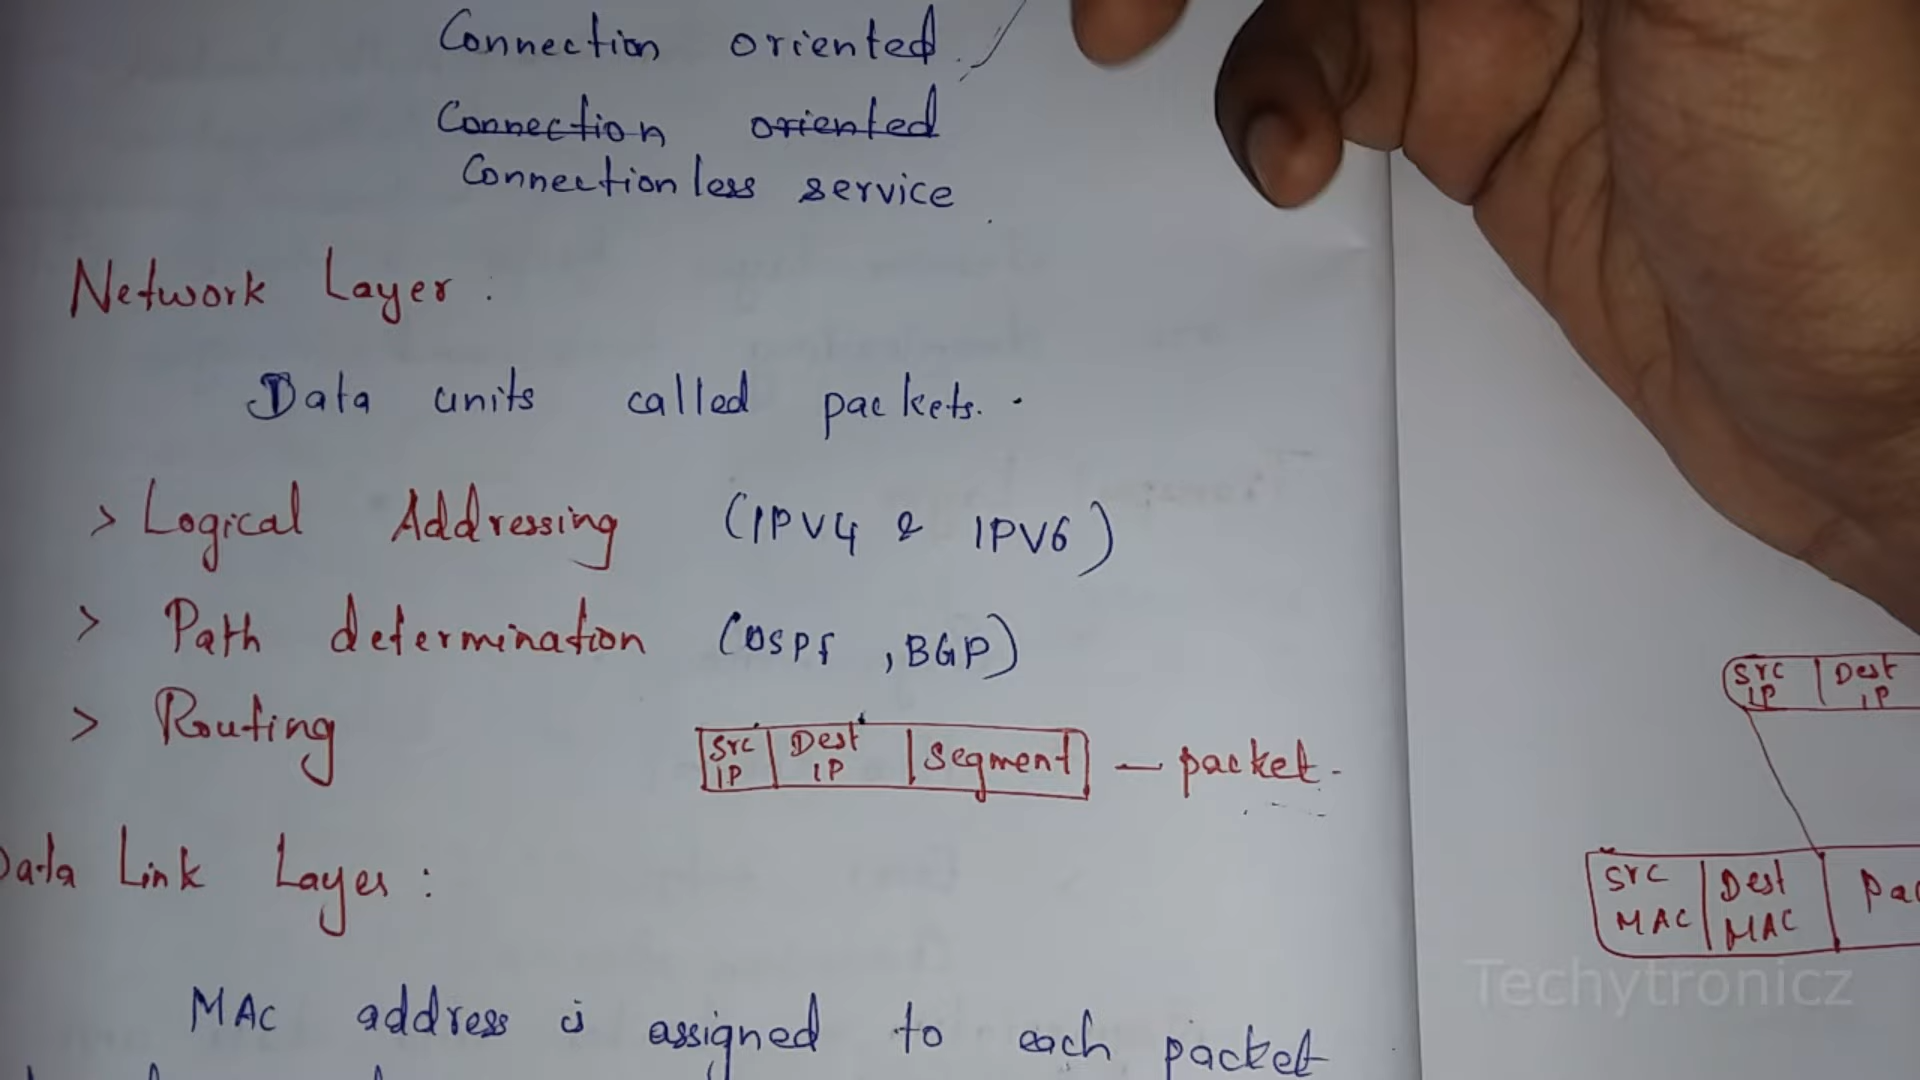 Connection oriented
Connection oriented
Connectionless service
Network Layer :
Data units called packets.
> Logical Addressing (IPV4 & IPV6)
> Path determination (OSPF, BGP)
> Routing
Src IP | Dest IP | Segment — packet.
Src IP | Dest IP
Data Link Layer :
Src MAC | Dest MAC | Pac
Techytronicz
MAC address is assigned to each packet